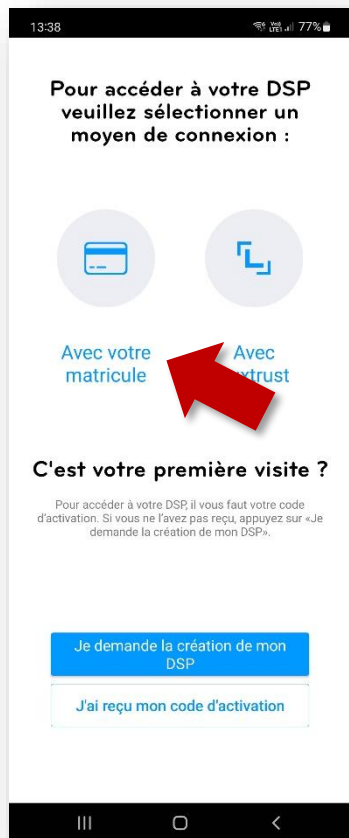 13:38
Vo)) LTE1 77%
Pour accéder à votre DSP
veuillez sélectionner un
moyen de connexion :
Avec votre
matricule
Avec
xtrust
C'est votre première visite ?
Pour accéder à votre DSP, il vous faut votre code
d'activation. Si vous ne l'avez pas reçu, appuyez sur «Je
demande la création de mon DSP».
Je demande la création de mon
DSP
J'ai reçu mon code d'activation